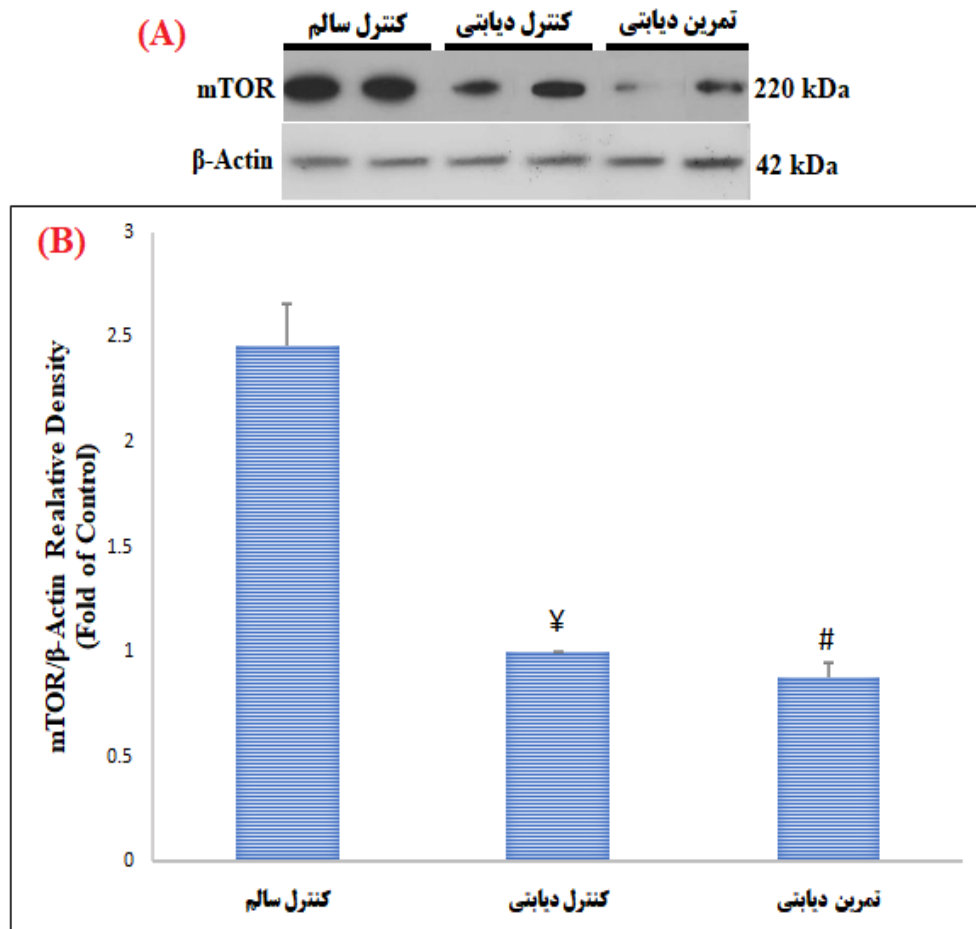 (A)
کنترل سالم کنترل دیابتی تمرین دیابتی
mTOR 220 kDa
β-Actin 42 kDa
(B)
mTOR/β-Actin Realative Density
(Fold of Control)
3
2.5
2
1.5
1
0.5
0
¥
#
کنترل سالم کنترل دیابتی تمرین دیابتی